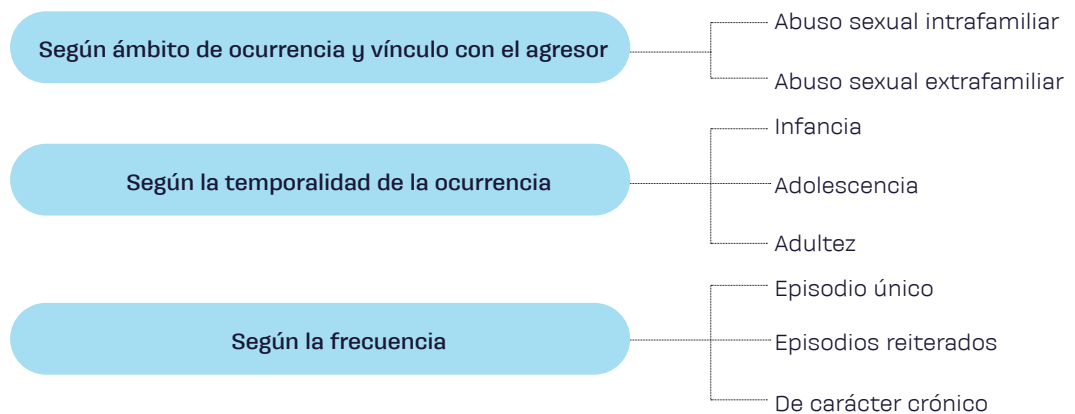 Según ámbito de ocurrencia y vínculo con el agresor
Abuso sexual intrafamiliar
Abuso sexual extrafamiliar
Según la temporalidad de la ocurrencia
Infancia
Adolescencia
Adultez
Según la frecuencia
Episodio único
Episodios reiterados
De carácter crónico